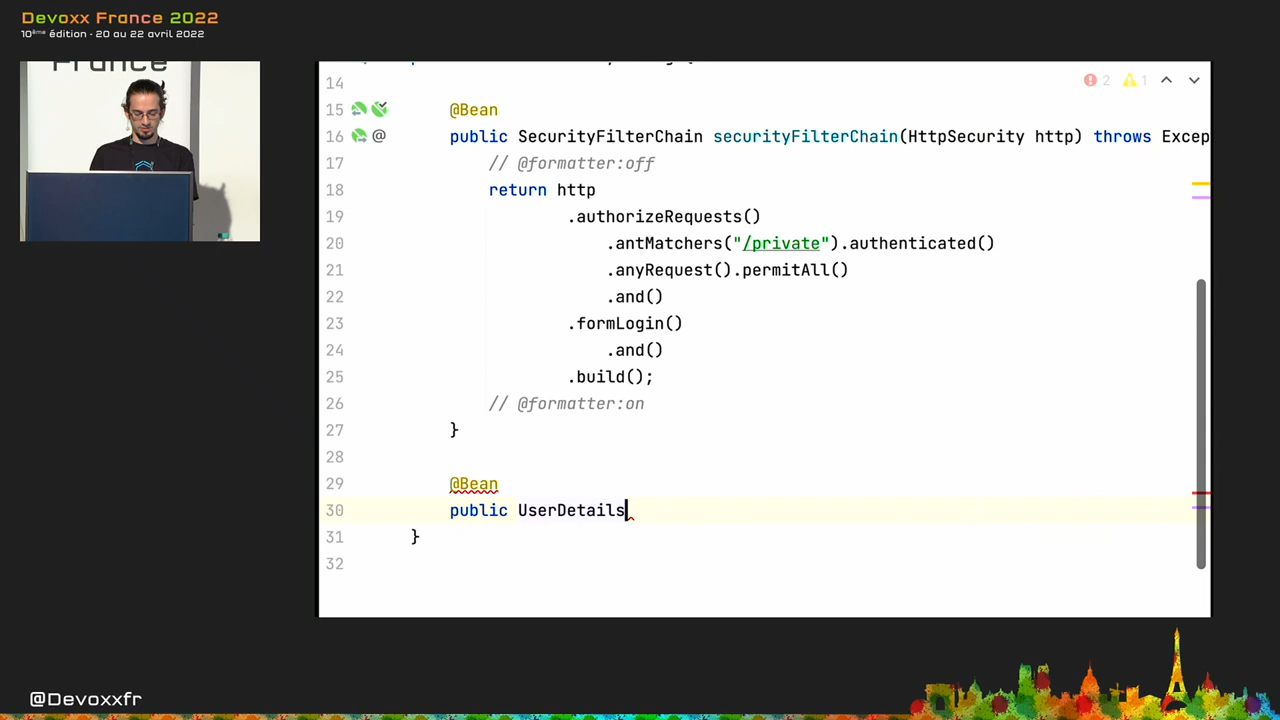 Devoxx France 2022
10ème édition - 20 au 22 avril 2022
France
14
2 1
15 @Bean
16 @ public SecurityFilterChain securityFilterChain(HttpSecurity http) throws Excep
17 // @formatter:off
18 return http
19 .authorizeRequests()
20 .antMatchers("/private").authenticated()
21 .anyRequest().permitAll()
22 .and()
23 .formLogin()
24 .and()
25 .build();
26 // @formatter:on
27 }
28
29 @Bean
30 public UserDetails
31 }
32
@Devoxxfr